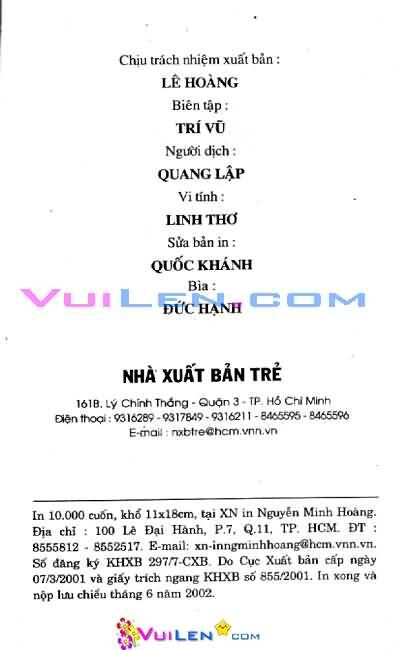 Chịu trách nhiệm xuất bản :
LÊ HOÀNG
Biên tập :
TRÍ VŨ
Người dịch :
QUANG LẬP
Vi tính :
LINH THƠ
Sửa bản in :
QUỐC KHÁNH
Bìa :
VUILEN.COM
ĐỨC HẠNH
NHÀ XUẤT BẢN TRẺ
161B. Lý Chính Thắng - Quận 3 - TP. Hồ Chí Minh
Điện thoại : 9316289 - 9317849 - 9316211 - 8465595 - 8465596
E-mail : nxbtre@hcm.vnn.vn
In 10.000 cuốn, khổ 11x18cm, tại XN in Nguyễn Minh Hoàng.
Địa chỉ : 100 Lê Đại Hành, P.7, Q.11, TP. HCM. ĐT :
8555812 - 8552517. E-mail: xn-inngminhhoang@hcm.vnn.vn.
Số đăng ký KHXB 297/7-CXB. Do Cục Xuất bản cấp ngày
07/3/2001 và giấy trích ngang KHXB số 855/2001. In xong và
nộp lưu chiểu tháng 6 năm 2002.
VUILEN.COM